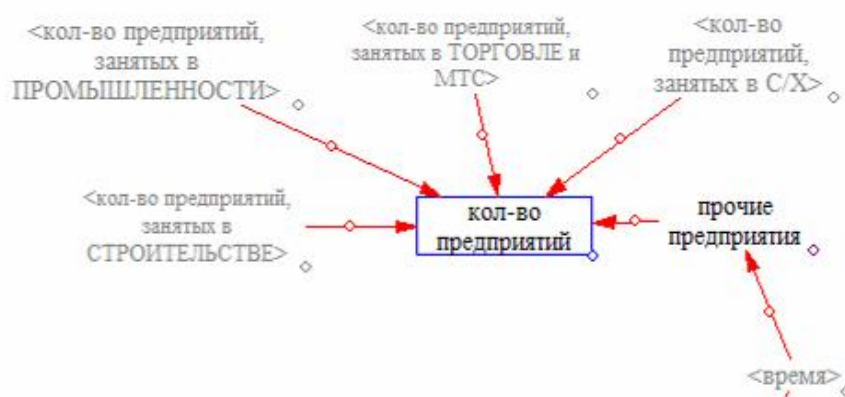 <кол-во предприятий,
занятых в
ПРОМЫШЛЕННОСТИ>
<кол-во предприятий,
занятых в ТОРГОВЛЕ и
МТС>
<кол-во
предприятий,
занятых в С/Х>
<кол-во предприятий,
занятых в
СТРОИТЕЛЬСТВЕ>
кол-во
предприятий
прочие
предприятия
<время>